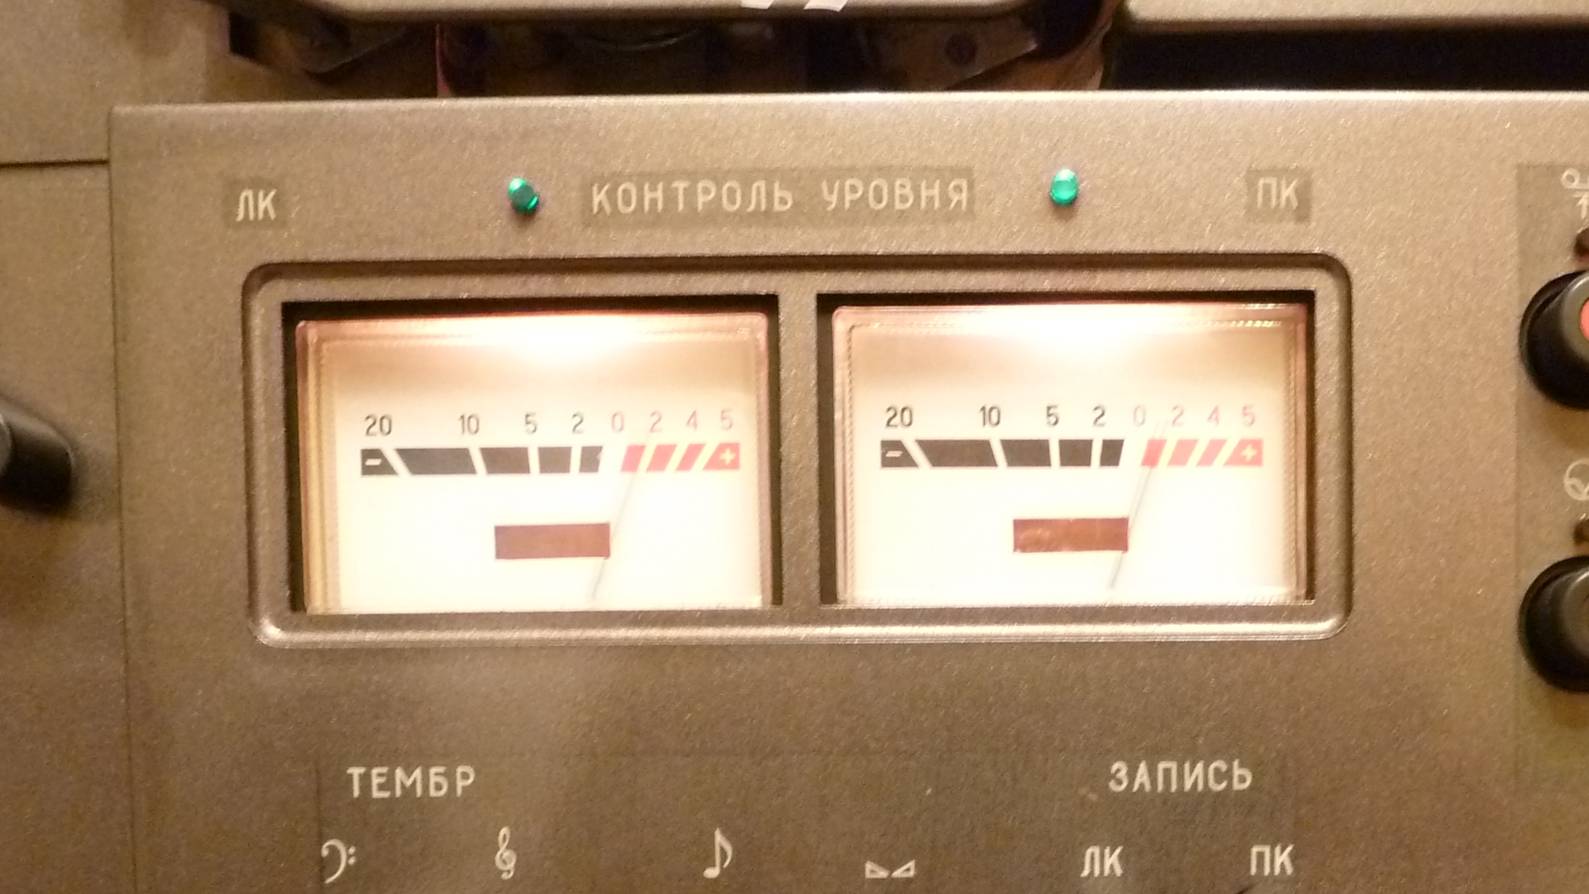 ЛК КОНТРОЛЬ УРОВНЯ ПК
20 10 5 2 0 2 4 5
- +
20 10 5 2 0 2 4 5
- +
ТЕМБР ЗАПИСЬ
ЛК ПК